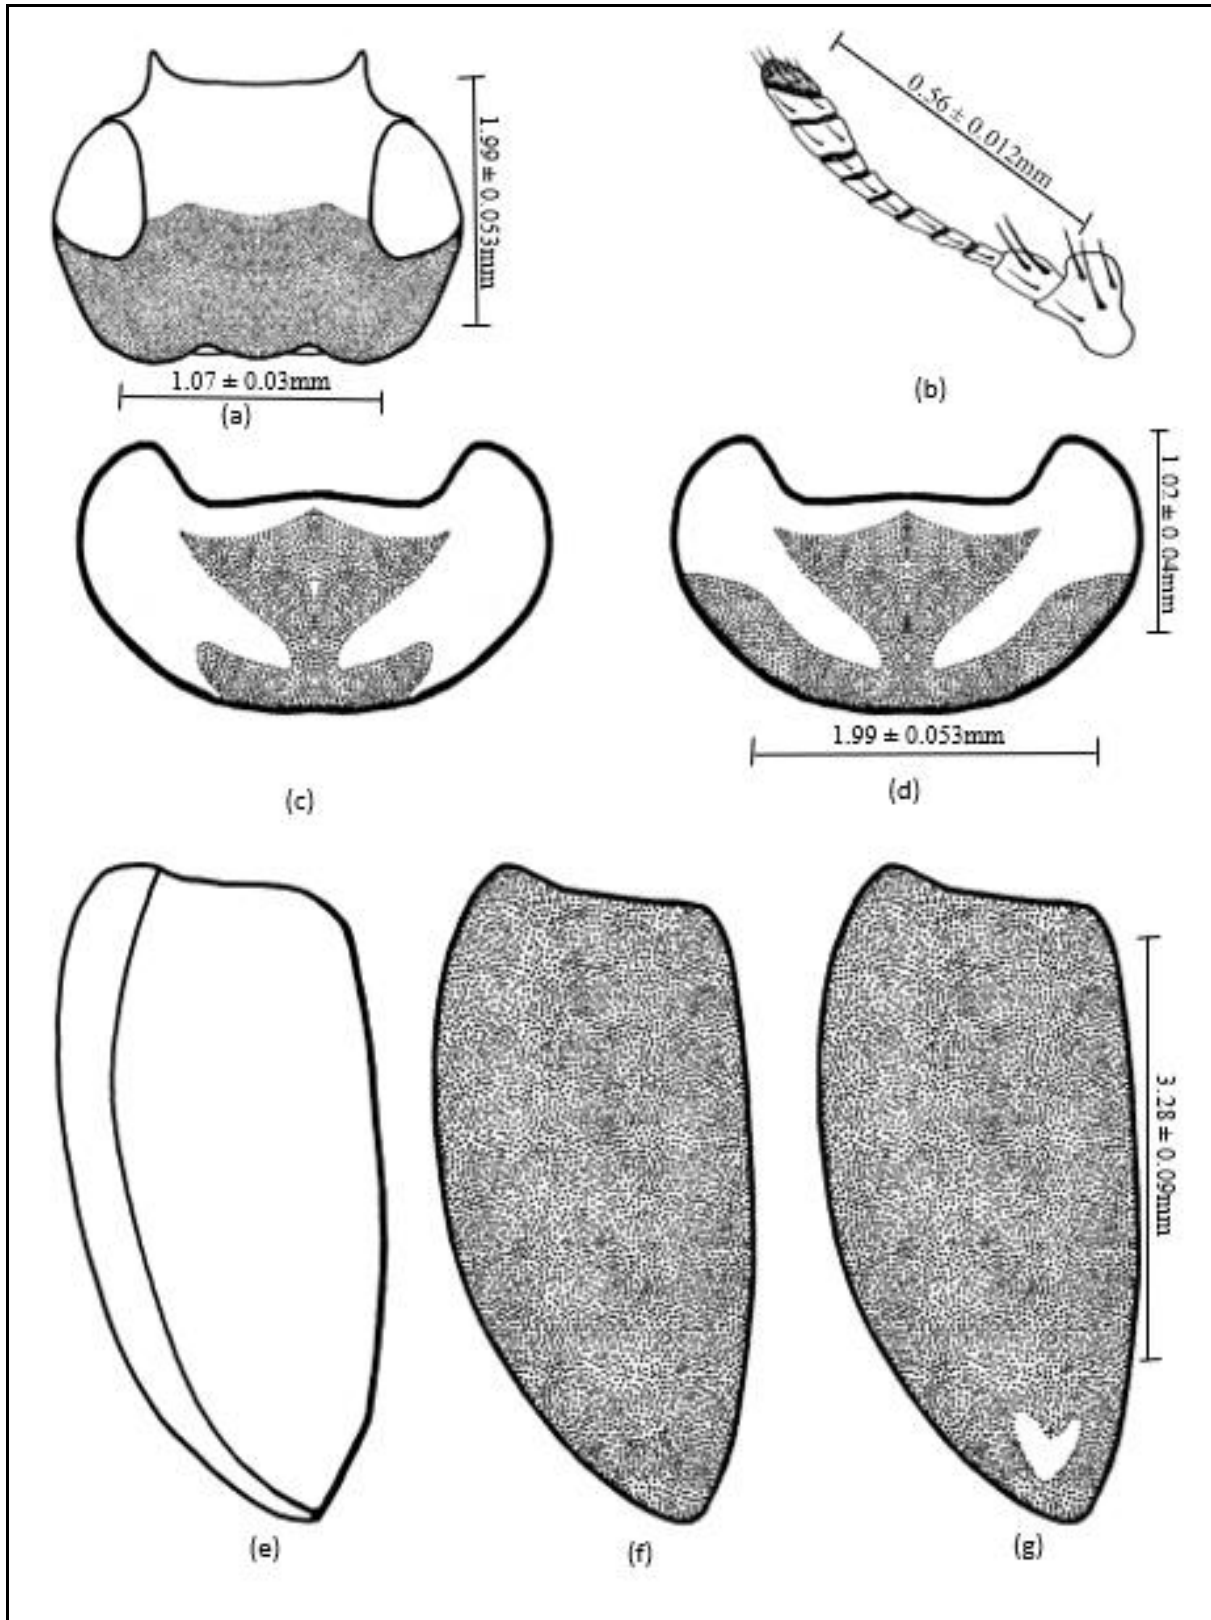 1.99 ± 0.053mm
1.07 ± 0.03mm
(a)
0.56 ± 0.012mm
(b)
(c)
1.02 ± 0.04mm
1.99 ± 0.053mm
(d)
(e)
(f)
3.28 ± 0.09mm
(g)